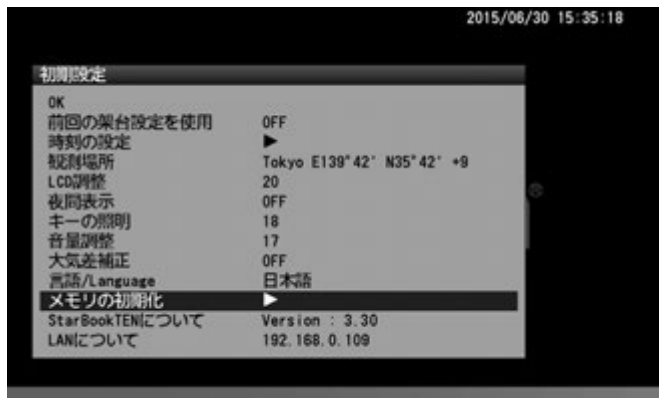 2015/06/30 15:35:18
初期設定
OK
前回の架台設定を使用 OFF
時刻の設定 ▶
観測場所 Tokyo E139°42′ N35°42′ +9
LCD調整 20
夜間表示 OFF
キーの照明 18
音量調整 17
大気差補正 OFF
言語/Language 日本語
メモリの初期化 ▶
StarBookTENについて Version : 3.30
LANについて 192.168.0.109
®